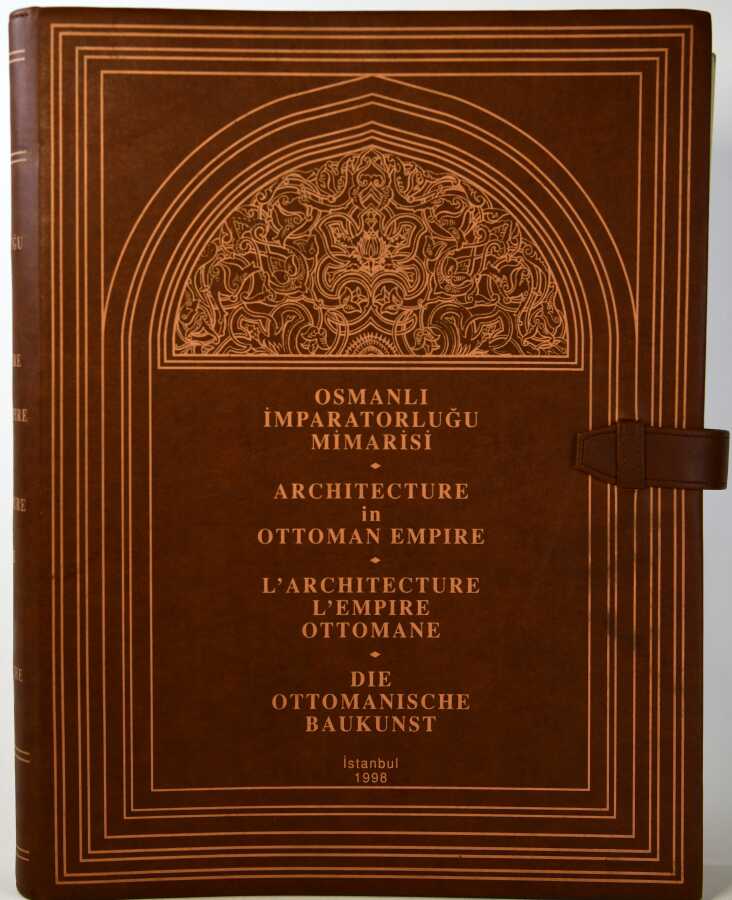 OSMANLI
İMPARATORLUĞU
MİMARİSİ
ARCHITECTURE
in
OTTOMAN EMPIRE
L'ARCHITECTURE
L'EMPIRE
OTTOMANE
DIE
OTTOMANISCHE
BAUKUNST
İstanbul
1998